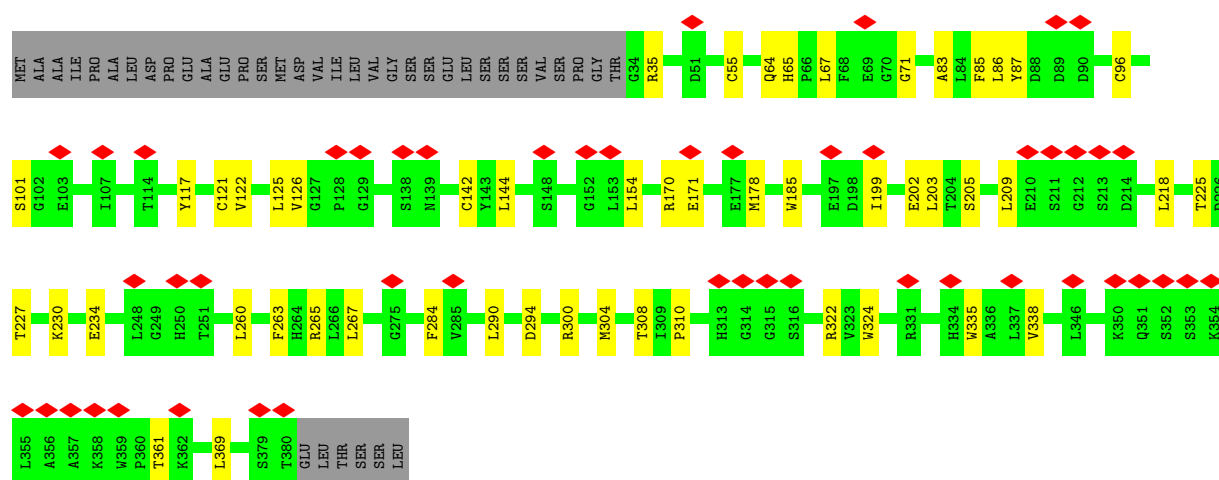 MET ALA ALA ILE PRO ALA LEU ASP PRO GLU ALA GLU PRO SER MET ASP VAL ILE LEU VAL GLY SER SER GLU LEU SER SER SER VAL SER PRO GLY THR G34 R35 D51 C55 Q64 H65 P66 L67 F68 E69 G70 G71 A83 L84 F85 L86 Y87 D88 D89 D90 C96
S101 G102 E103 I107 T114 Y117 C121 V122 L125 V126 G127 P128 G129 S138 N139 C142 Y143 L144 S148 G152 L153 L154 R170 E171 E177 M178 W185 E197 D198 I199 E202 L203 T204 S205 L209 E210 S211 G212 S213 D214 L218 T225 D226
T227 K230 E234 L248 G249 H250 T251 L260 F263 H264 R265 L266 L267 G275 F284 V285 L290 D294 R300 M304 T308 I309 P310 H313 G314 G315 S316 R322 V323 W324 R331 H334 W335 A336 L337 V338 L346 K350 Q351 S352 S353 K354
L355 A356 A357 K358 W359 P360 T361 K362 L369 S379 T380 GLU LEU THR SER SER LEU